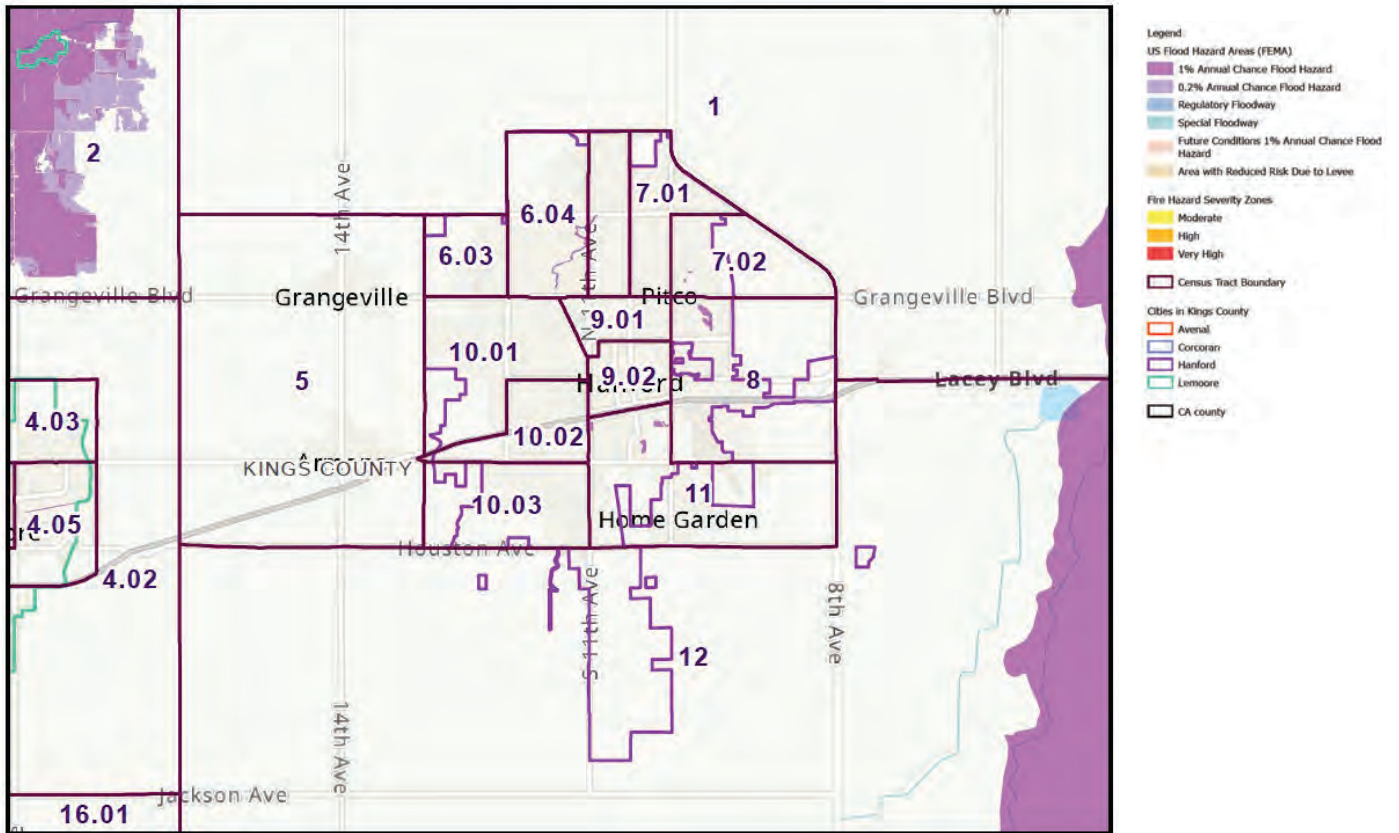 1
2
14th Ave
7.01
6.04
6.03
N 11th Ave
7.02
Grangeville Blvd
Grangeville
Pitco
Grangeville Blvd
9.01
10.01
5
9.02
Hanford
8
Lacey Blvd
4.03
10.02
KINGS COUNTY
11
10.03
4.05
Home Garden
Houston Ave
4.02
S 11th Ave
8th Ave
12
14th Ave
Jackson Ave
16.01
Legend
US Flood Hazard Areas (FEMA)
1% Annual Chance Flood Hazard
0.2% Annual Chance Flood Hazard
Regulatory Floodway
Special Floodway
Future Conditions 1% Annual Chance Flood
Hazard
Area with Reduced Risk Due to Levee
Fire Hazard Severity Zones
Moderate
High
Very High
Census Tract Boundary
Cities in Kings County
Avenal
Corcoran
Hanford
Lemoore
CA county